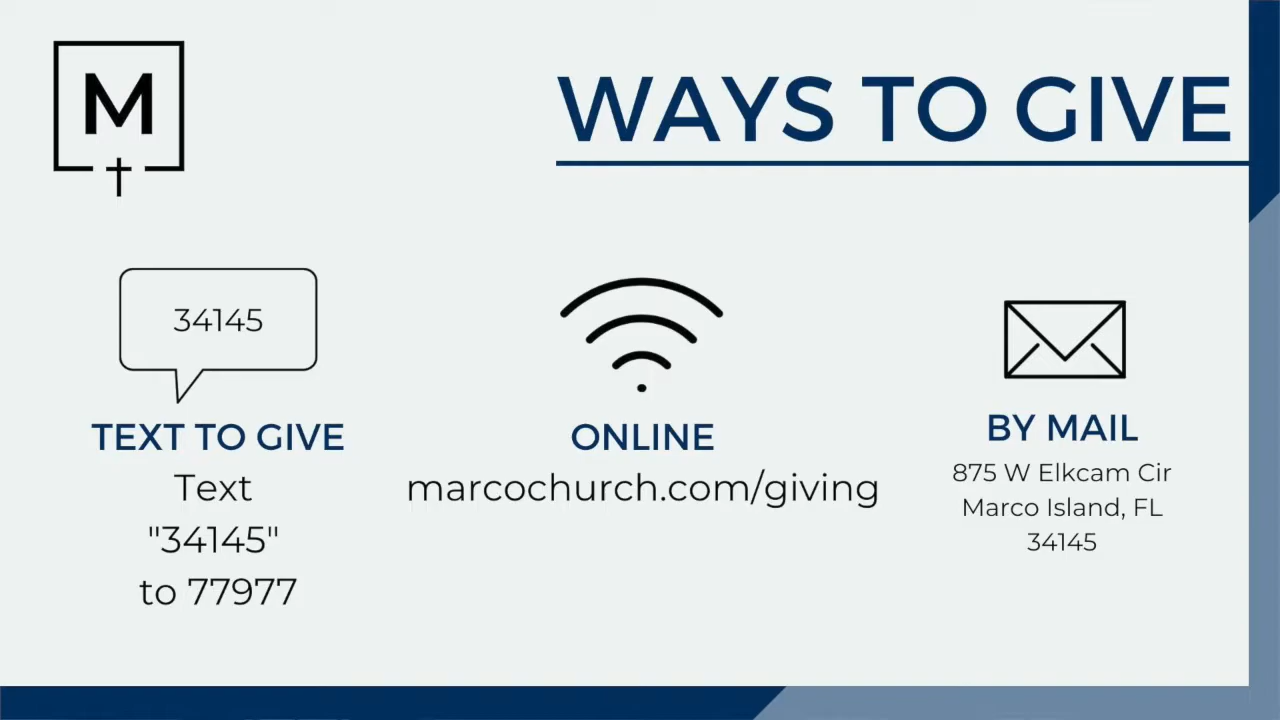 M
WAYS TO GIVE
34145
TEXT TO GIVE
Text
"34145"
to 77977
ONLINE
marcochurch.com/giving
BY MAIL
875 W Elkcam Cir
Marco Island, FL
34145